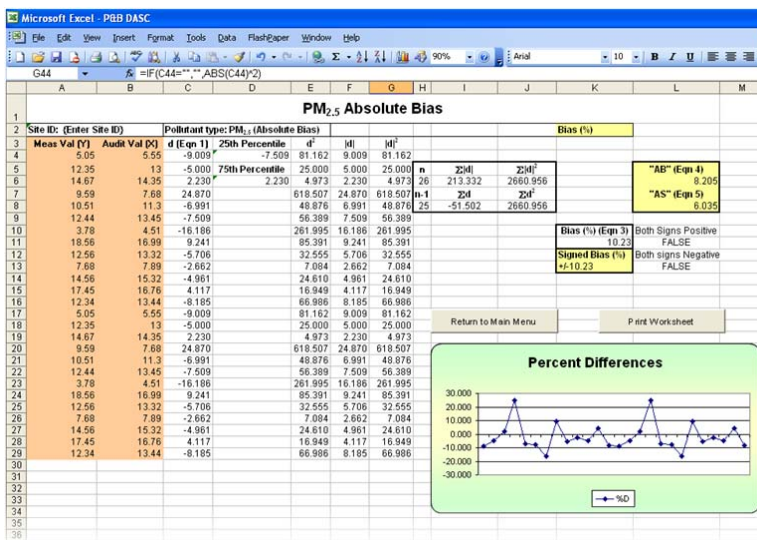 Microsoft Excel - P&B DASC
File Edit View Insert Format Tools Data FlashPaper Window Help
90% Arial 10 B I U
G44 fx =IF(C44="","",ABS(C44)^2)
A B C D E F G H I J K L M
1 PM2.5 Absolute Bias
2 Site ID: (Enter Site ID) Pollutant type: PM2.5 (Absolute Bias) Bias (%)
3 Meas Val (Y) Audit Val (X) d (Eqn 1) 25th Percentile d² |d| |d|²
4 5.05 5.55 -9.009 -7.509 81.162 9.009 81.162
5 12.35 13 -5.000 75th Percentile 25.000 5.000 25.000 n Σ|d| Σ|d|² "AB" (Eqn 4)
6 14.67 14.35 2.230 2.230 4.973 2.230 4.973 26 213.332 2660.956 8.205
7 9.59 7.68 24.870 618.507 24.870 618.507 n-1 Σd Σd² "AS" (Eqn 5)
8 10.51 11.3 -6.991 48.876 6.991 48.876 25 -51.502 2660.956 6.035
9 12.44 13.45 -7.509 56.389 7.509 56.389
10 3.78 4.51 -16.186 261.995 16.186 261.995 Bias (%) (Eqn 3) Both Signs Positive
11 18.56 16.99 9.241 85.391 9.241 85.391 10.23 FALSE
12 12.56 13.32 -5.706 32.555 5.706 32.555 Signed Bias (%) Both signs Negative
13 7.68 7.89 -2.662 7.084 2.662 7.084 +/-10.23 FALSE
14 14.56 15.32 -4.961 24.610 4.961 24.610
15 17.45 16.76 4.117 16.949 4.117 16.949
16 12.34 13.44 -8.185 66.986 8.185 66.986
17 5.05 5.55 -9.009 81.162 9.009 81.162
18 12.35 13 -5.000 25.000 5.000 25.000 Return to Main Menu Print Worksheet
19 14.67 14.35 2.230 4.973 2.230 4.973
20 9.59 7.68 24.870 618.507 24.870 618.507
21 10.51 11.3 -6.991 48.876 6.991 48.876
22 12.44 13.45 -7.509 56.389 7.509 56.389
23 3.78 4.51 -16.186 261.995 16.186 261.995
24 18.56 16.99 9.241 85.391 9.241 85.391
25 12.56 13.32 -5.706 32.555 5.706 32.555
26 7.68 7.89 -2.662 7.084 2.662 7.084
27 14.56 15.32 -4.961 24.610 4.961 24.610
28 17.45 16.76 4.117 16.949 4.117 16.949
29 12.34 13.44 -8.185 66.986 8.185 66.986
30
31
32
33
34
35
36
Percent Differences
30.000
20.000
10.000
0.000
-10.000
-20.000
-30.000
%D